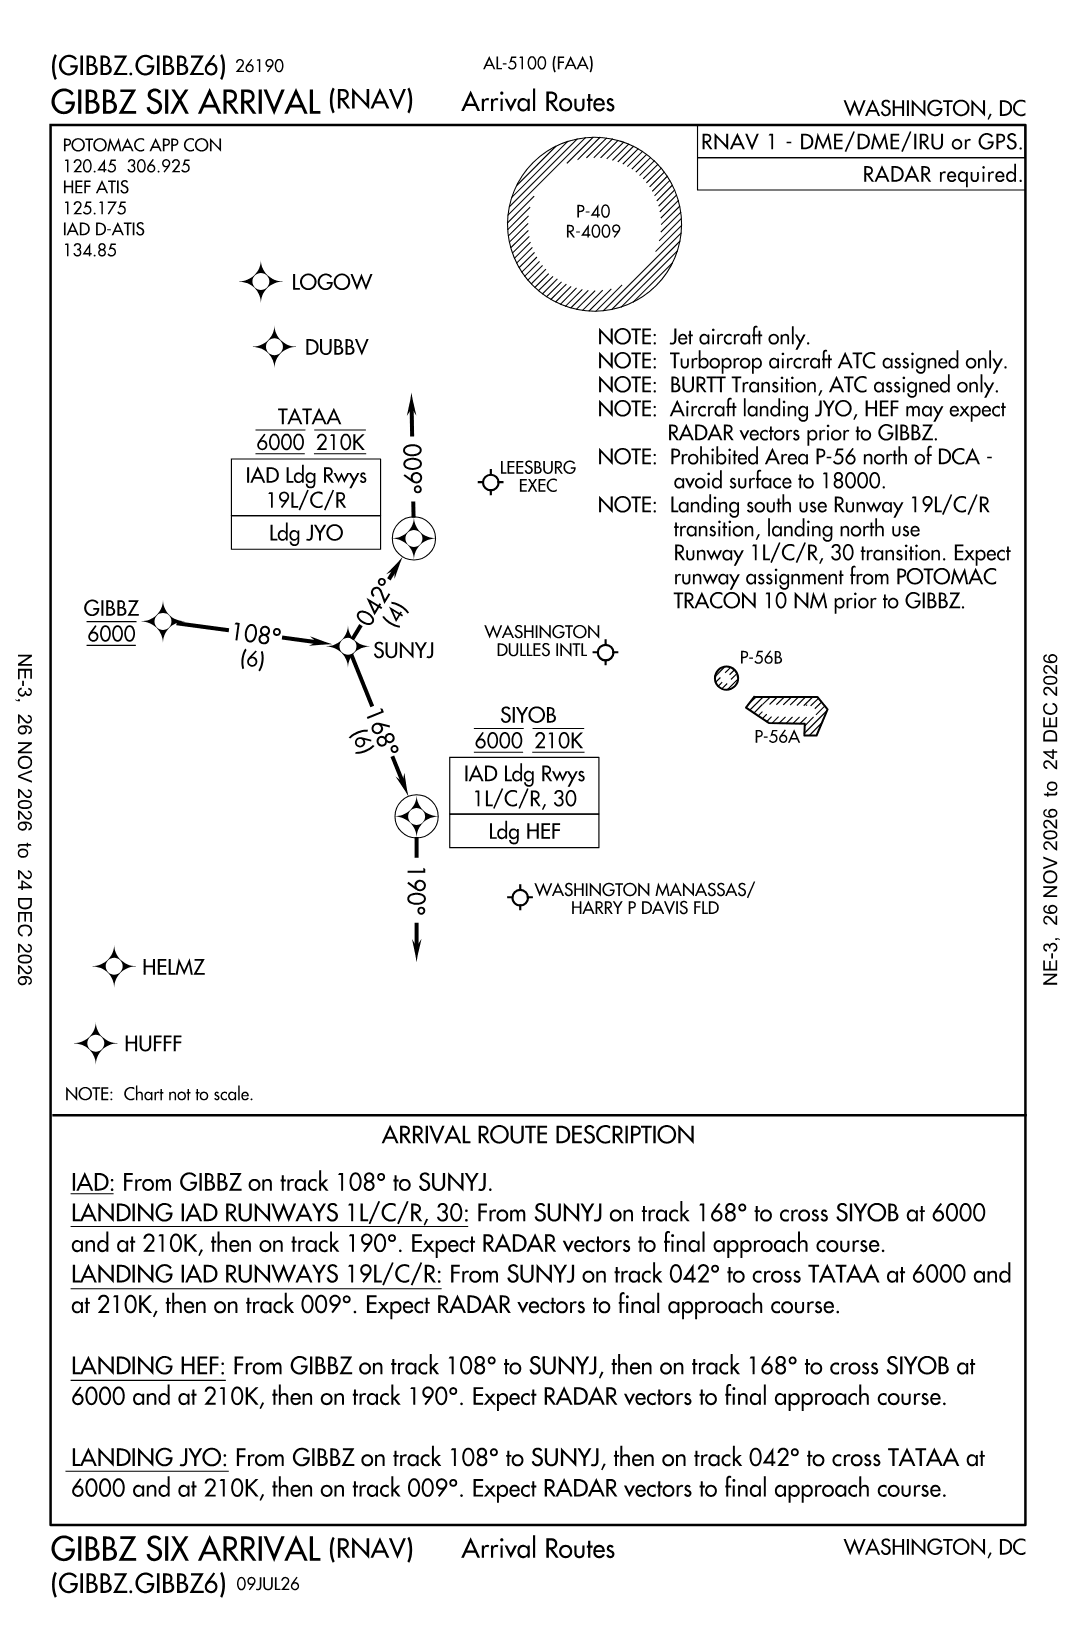 (GIBBZ.GIBBZ6) 26190
AL-5100 (FAA)
GIBBZ SIX ARRIVAL (RNAV)
Arrival Routes
WASHINGTON, DC
POTOMAC APP CON
120.45 306.925
HEF ATIS
125.175
IAD D-ATIS
134.85
RNAV 1 - DME/DME/IRU or GPS.
RADAR required.
P-40
R-4009
LOGOW
DUBBV
NOTE: Jet aircraft only.
NOTE: Turboprop aircraft ATC assigned only.
NOTE: BURTT Transition, ATC assigned only.
NOTE: Aircraft landing JYO, HEF may expect
RADAR vectors prior to GIBBZ.
NOTE: Prohibited Area P-56 north of DCA -
avoid surface to 18000.
NOTE: Landing south use Runway 19L/C/R
transition, landing north use
Runway 1L/C/R, 30 transition. Expect
runway assignment from POTOMAC
TRACON 10 NM prior to GIBBZ.
TATAA
6000 210K
IAD Ldg Rwys
19L/C/R
Ldg JYO
009°
LEESBURG
EXEC
042°
(4)
GIBBZ
6000
108°
(6)
SUNYJ
WASHINGTON
DULLES INTL
P-56B
P-56A
168°
(6)
SIYOB
6000 210K
IAD Ldg Rwys
1L/C/R, 30
Ldg HEF
190°
WASHINGTON MANASSAS/
HARRY P DAVIS FLD
HELMZ
HUFFF
NOTE: Chart not to scale.
NE-3, 26 NOV 2026 to 24 DEC 2026
NE-3, 26 NOV 2026 to 24 DEC 2026
ARRIVAL ROUTE DESCRIPTION
IAD: From GIBBZ on track 108° to SUNYJ.
LANDING IAD RUNWAYS 1L/C/R, 30: From SUNYJ on track 168° to cross SIYOB at 6000
and at 210K, then on track 190°. Expect RADAR vectors to final approach course.
LANDING IAD RUNWAYS 19L/C/R: From SUNYJ on track 042° to cross TATAA at 6000 and
at 210K, then on track 009°. Expect RADAR vectors to final approach course.
LANDING HEF: From GIBBZ on track 108° to SUNYJ, then on track 168° to cross SIYOB at
6000 and at 210K, then on track 190°. Expect RADAR vectors to final approach course.
LANDING JYO: From GIBBZ on track 108° to SUNYJ, then on track 042° to cross TATAA at
6000 and at 210K, then on track 009°. Expect RADAR vectors to final approach course.
GIBBZ SIX ARRIVAL (RNAV)
Arrival Routes
WASHINGTON, DC
(GIBBZ.GIBBZ6) 09JUL26